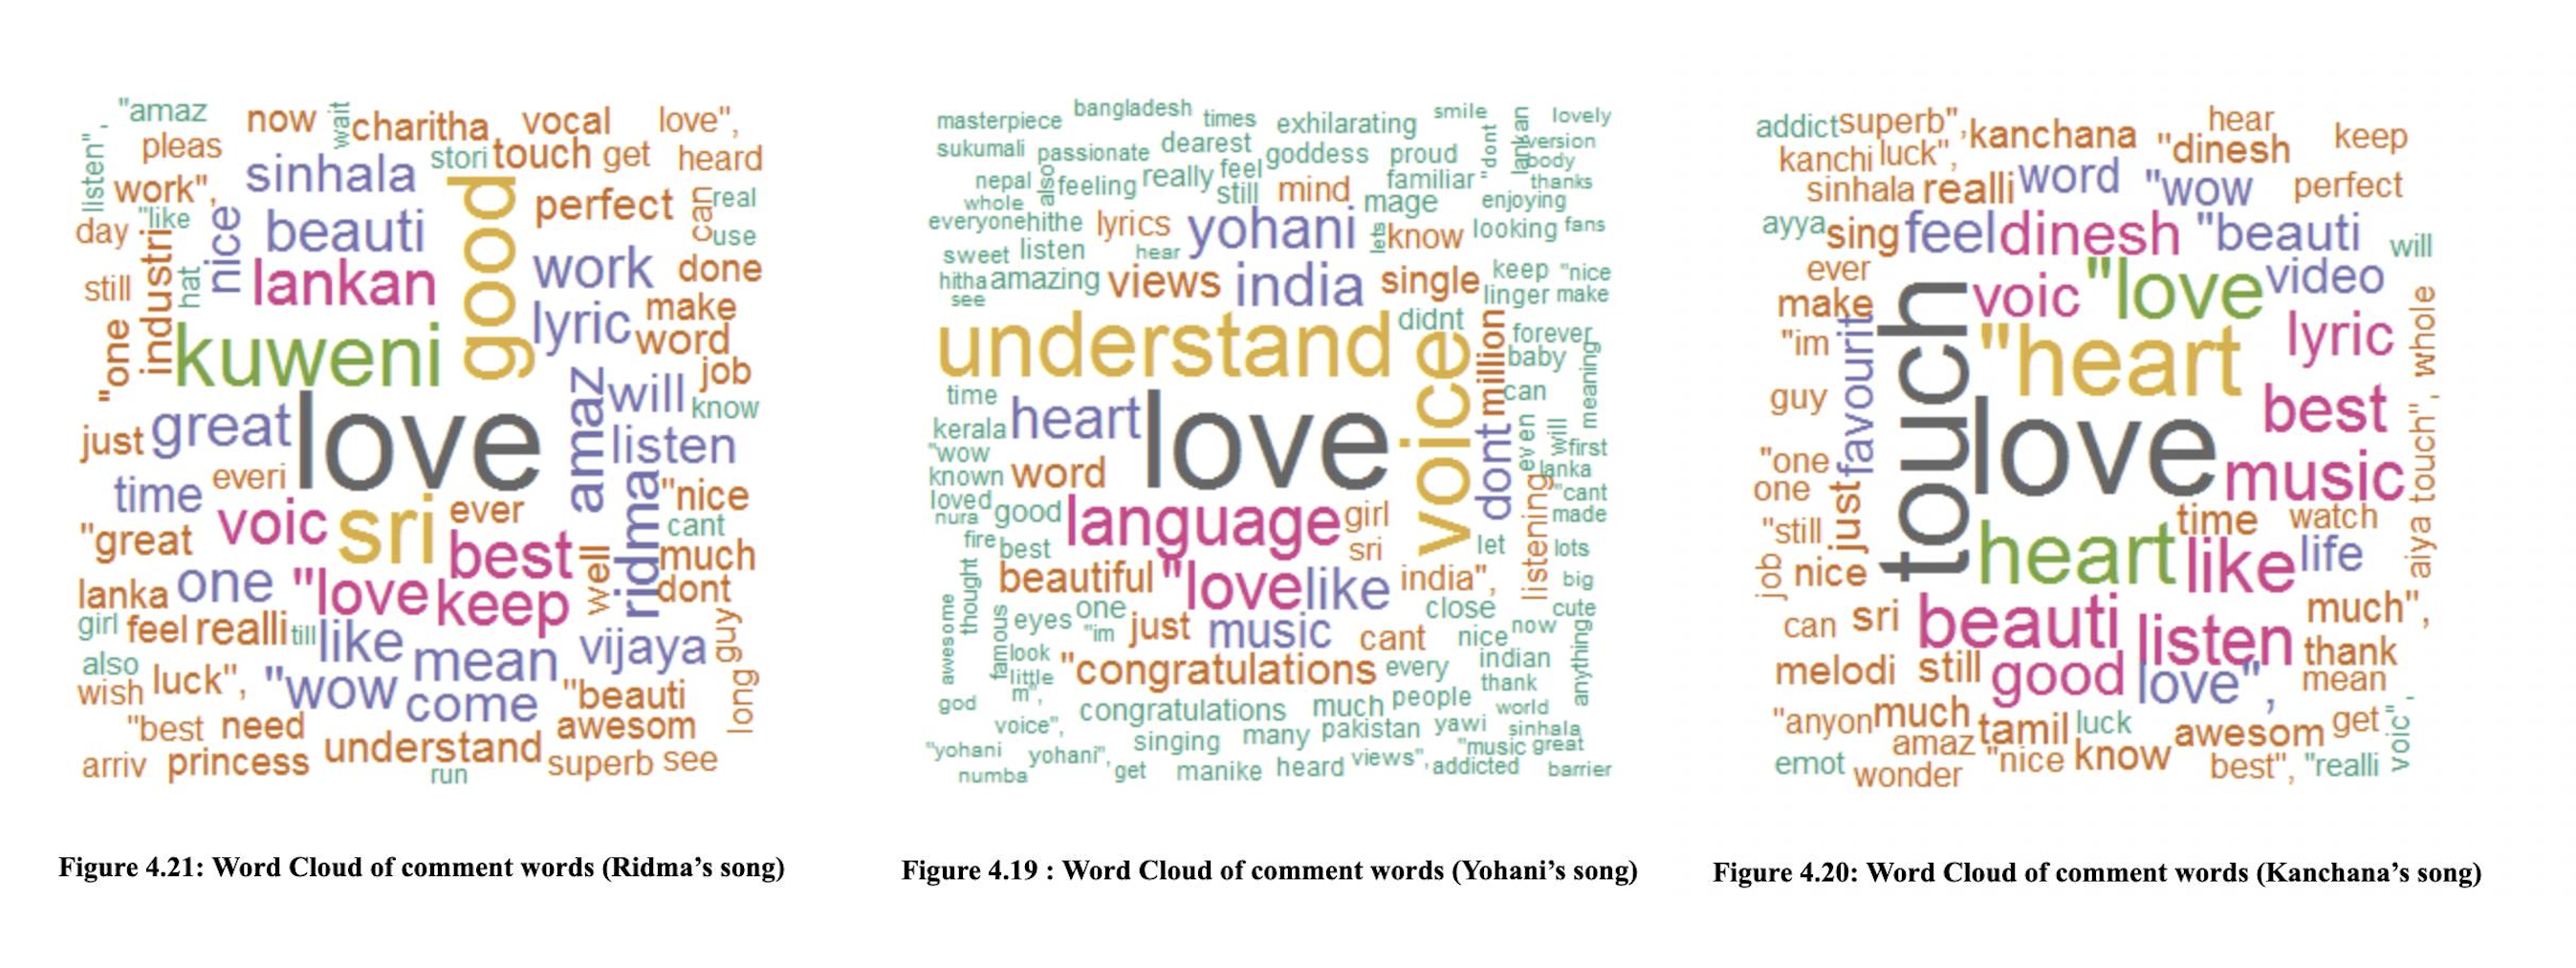 "amaz now wait charitha vocal love",
listen", pleas stori touch get heard
work", sinhala good perfect can real
day "like nice beauti use
still industri hat lankan work done
"one kuweni lyric make
word
job
just great love amaz will know
everi listen
time ridma "nice
"great voic sri ever cant
best well much
lanka one "love keep dont
girl feel realli till like guy
also mean vijaya
wish luck", "wow come "beauti long
"best need awesom
arriv princess understand superb see
run
Figure 4.21: Word Cloud of comment words (Ridma's song)
masterpiece bangladesh times exhilarating smile lankan lovely
sukumali passionate dearest goddess proud "dont version
body
nepal also feeling really feel still mind familiar thanks
whole mage enjoying
everyone hithe lyrics yohani lets know looking fans
sweet listen hear
hitha amazing views india single keep "nice
see linger make
understand didnt million forever
voice baby meaning
time can
kerala heart love dont even will
"wow first
known word lanka
loved listening "cant
nura good language girl made
fire best sri let lots
thought beautiful "love like india", big
awesome famous eyes one close cute
"im just music cant nice now anything
look
little "congratulations every indian
m", thank
god congratulations much people world
voice", singing many pakistan yawi sinhala
"yohani yohani", "music great
numba get manike heard views", addicted barrier
Figure 4.19 : Word Cloud of comment words (Yohani's song)
addict superb", kanchana hear keep
kanchi luck", "dinesh
sinhala realli word "wow perfect
ayya sing feel dinesh "beauti will
ever voic "love video
make touch whole
"im favourit "heart lyric
guy best
"one love touch",
one just music
"still time watch
job nice heart like life aiya
can sri beauti listen much",
melodi still good love", thank
mean
"anyon much tamil luck awesom get voic",
amaz
emot wonder "nice know best", "realli
Figure 4.20: Word Cloud of comment words (Kanchana's song)